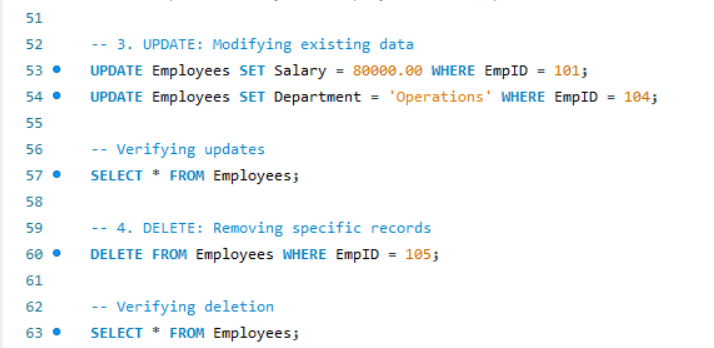 51
52 -- 3. UPDATE: Modifying existing data
53 UPDATE Employees SET Salary = 80000.00 WHERE EmpID = 101;
54 UPDATE Employees SET Department = 'Operations' WHERE EmpID = 104;
55
56 -- Verifying updates
57 SELECT * FROM Employees;
58
59 -- 4. DELETE: Removing specific records
60 DELETE FROM Employees WHERE EmpID = 105;
61
62 -- Verifying deletion
63 SELECT * FROM Employees;